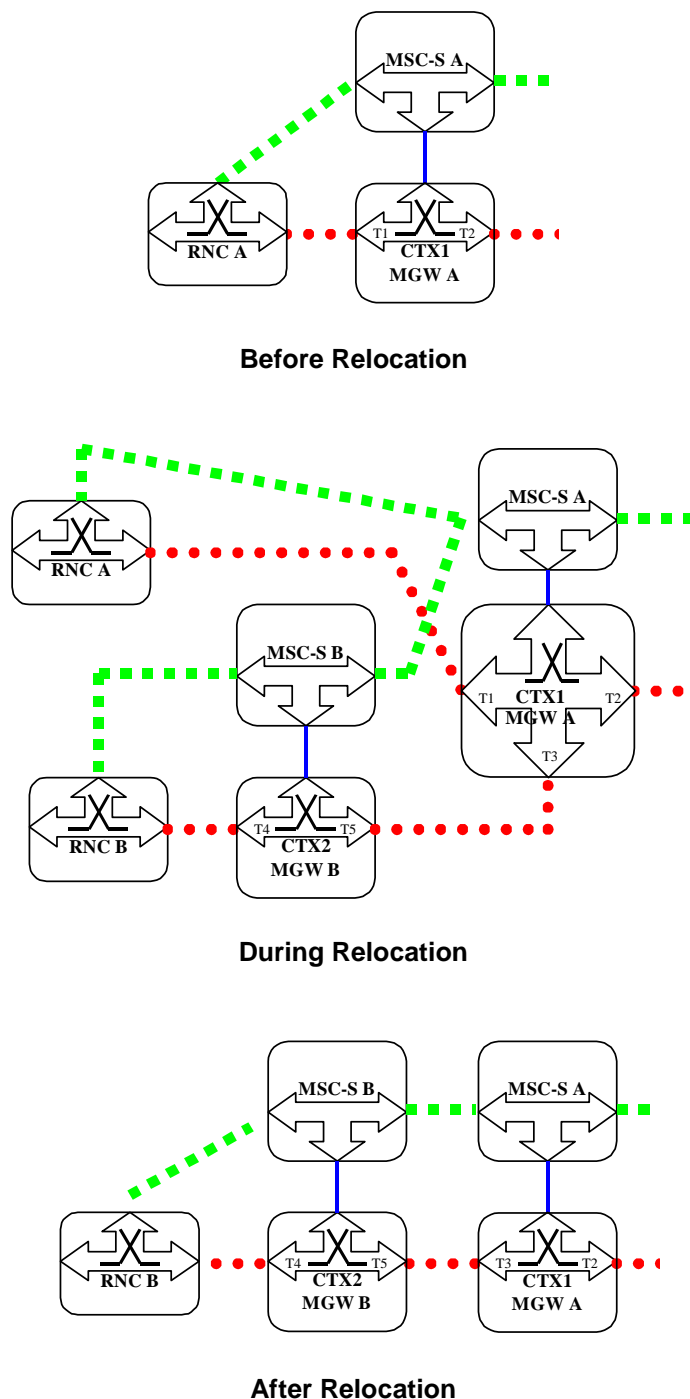 MSC-S A
RNC A
T1
T2
CTX1
MGW A
Before Relocation
MSC-S A
RNC A
MSC-S B
T1
CTX1
T2
MGW A
T3
RNC B
T4
T5
CTX2
MGW B
During Relocation
MSC-S B
MSC-S A
RNC B
T4
T5
CTX2
MGW B
T3
T2
CTX1
MGW A
After Relocation